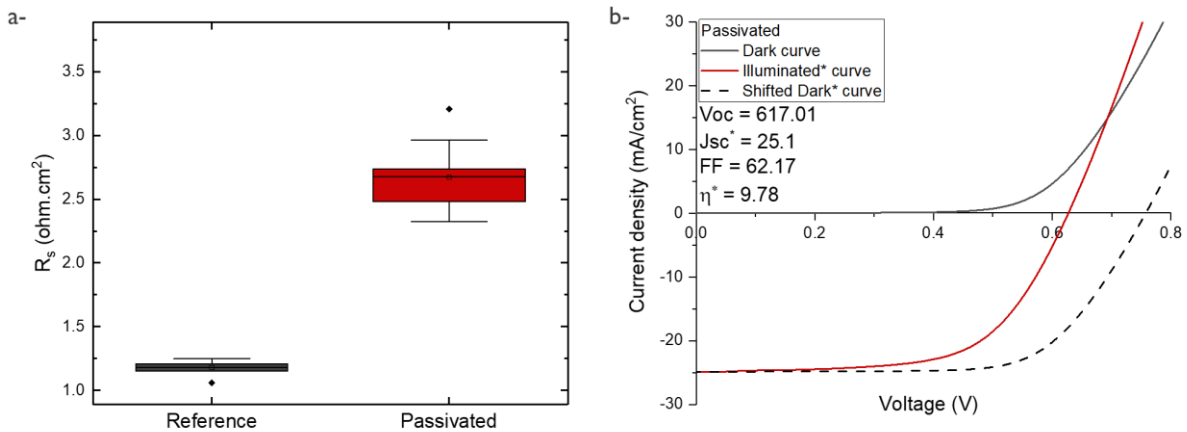 a-
R_s (ohm.cm²)
3.5
3.0
2.5
2.0
1.5
1.0
Reference
Passivated
b-
Current density (mA/cm²)
30
20
10
0
-10
-20
-30
0.0
0.2
0.4
0.6
0.8
Voltage (V)
Passivated
Dark curve
Illuminated* curve
Shifted Dark* curve
Voc = 617.01
Jsc* = 25.1
FF = 62.17
η* = 9.78